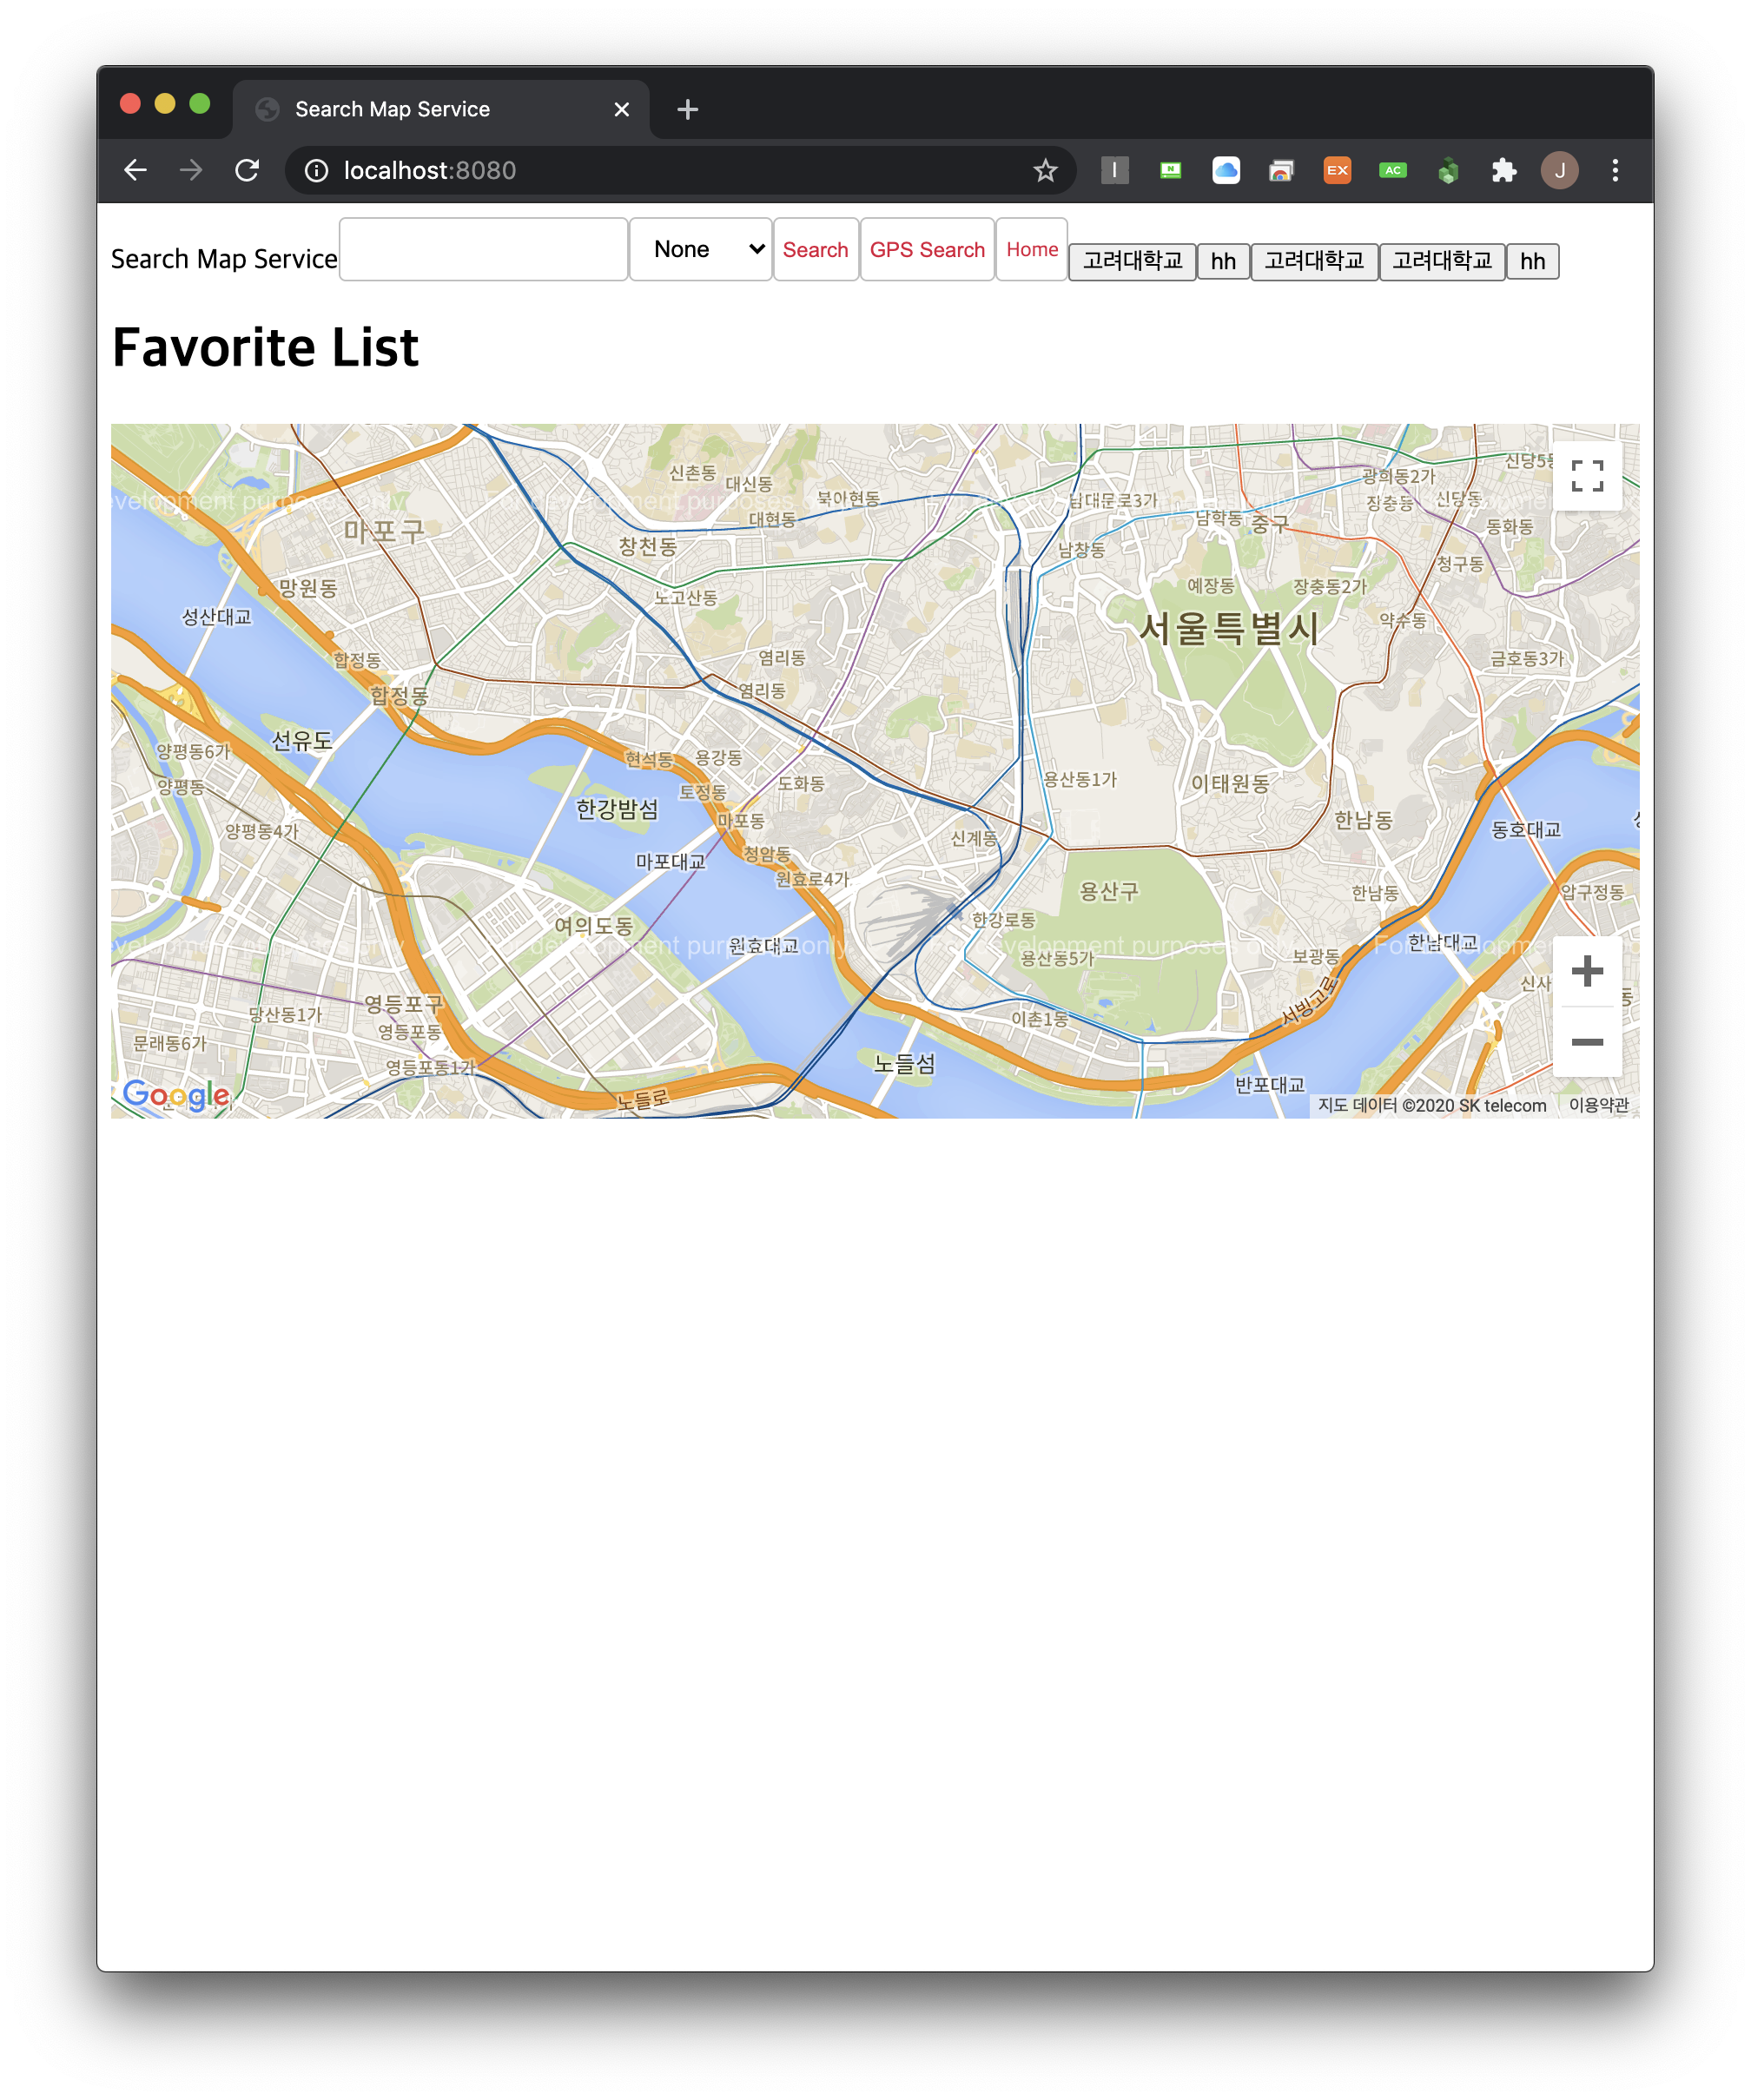 Search Map Service
localhost:8080
EX
AC
J
Search Map Service None Search GPS Search Home 고려대학교 hh 고려대학교 고려대학교 hh
Favorite List
신촌동
대신동
북아현동
대현동
남대문로3가
광희동2가
장충동
신당동
동화동
남학동
중구
마포구
창천동
남창동
청구동
망원동
노고산동
예장동
장충동2가
성산대교
서울특별시
약수동
합정동
염리동
금호동3가
합정동
염리동
선유도
양평동6가
현석동
용강동
양평동
토정동
도화동
용산동1가
이태원동
한강밤섬
마포동
한남동
양평동4가
신계동
동호대교
마포대교
청암동
원효로4가
용산구
한남동
압구정동
여의도동
한강로동
원효대교
For development purposes only.
한남대교
용산동5가
보광동
영등포구
당산동1가
서빙고로
이촌1동
영등포동
문래동6가
영등포동1가
노들섬
반포대교
노들로
Google
지도 데이터 ©2020 SK telecom 이용약관